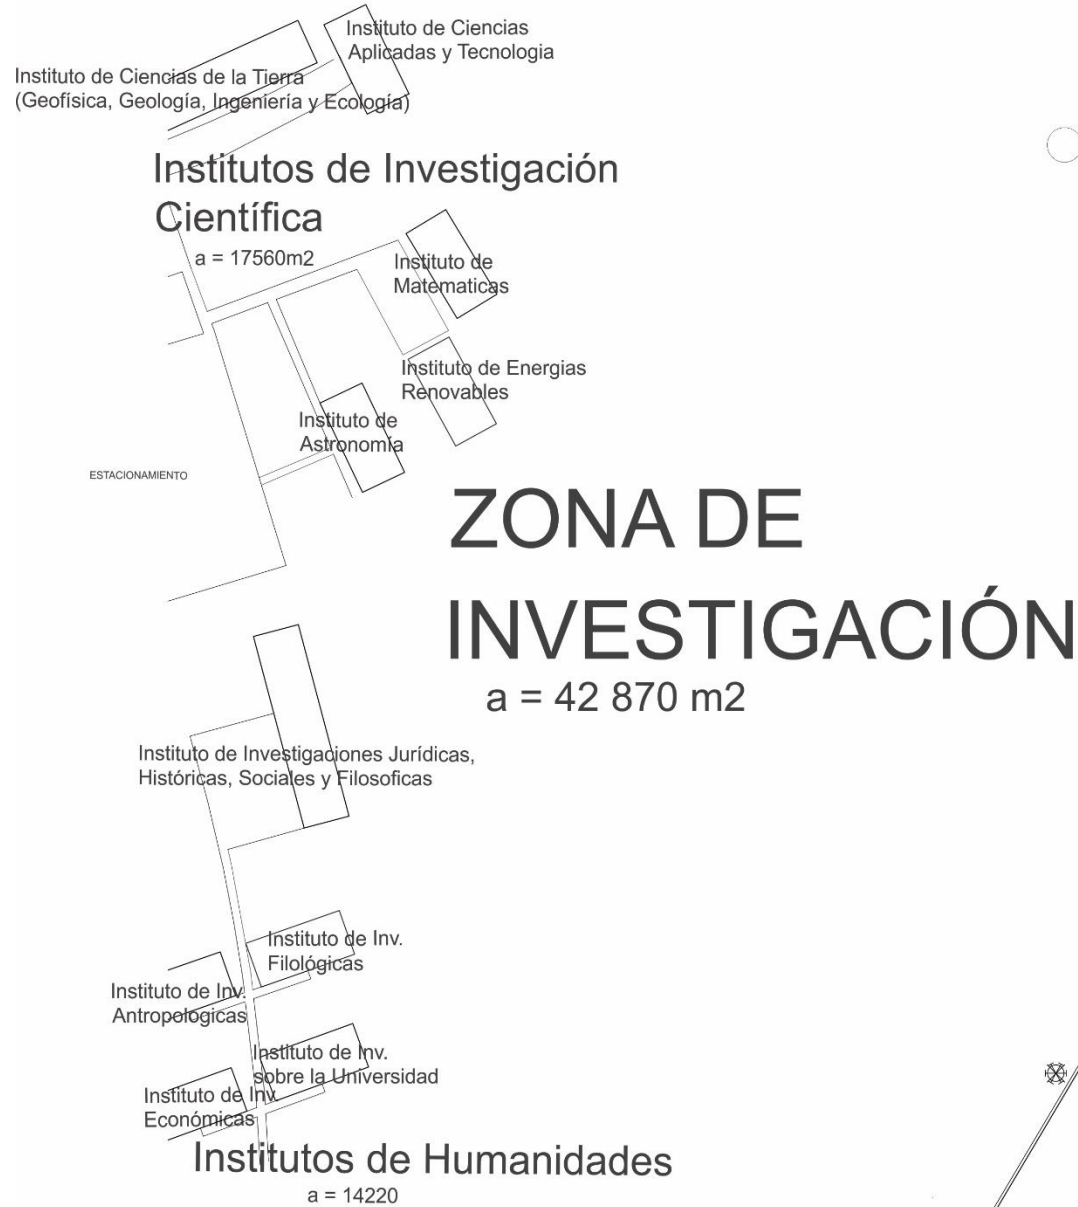 Instituto de Ciencias
Aplicadas y Tecnologia
Instituto de Ciencias de la Tierra
(Geofísica, Geología, Ingeniería y Ecología)
Institutos de Investigación
Científica
a = 17560m2
Instituto de
Matematicas
Instituto de Energias
Renovables
Instituto de
Astronomía
ESTACIONAMIENTO
ZONA DE
INVESTIGACIÓN
a = 42 870 m2
Instituto de Investigaciones Jurídicas,
Históricas, Sociales y Filosoficas
Instituto de Inv.
Filológicas
Instituto de Inv.
Antropologicas
Instituto de Inv.
sobre la Universidad
Instituto de Inv.
Económicas
Institutos de Humanidades
a = 14220